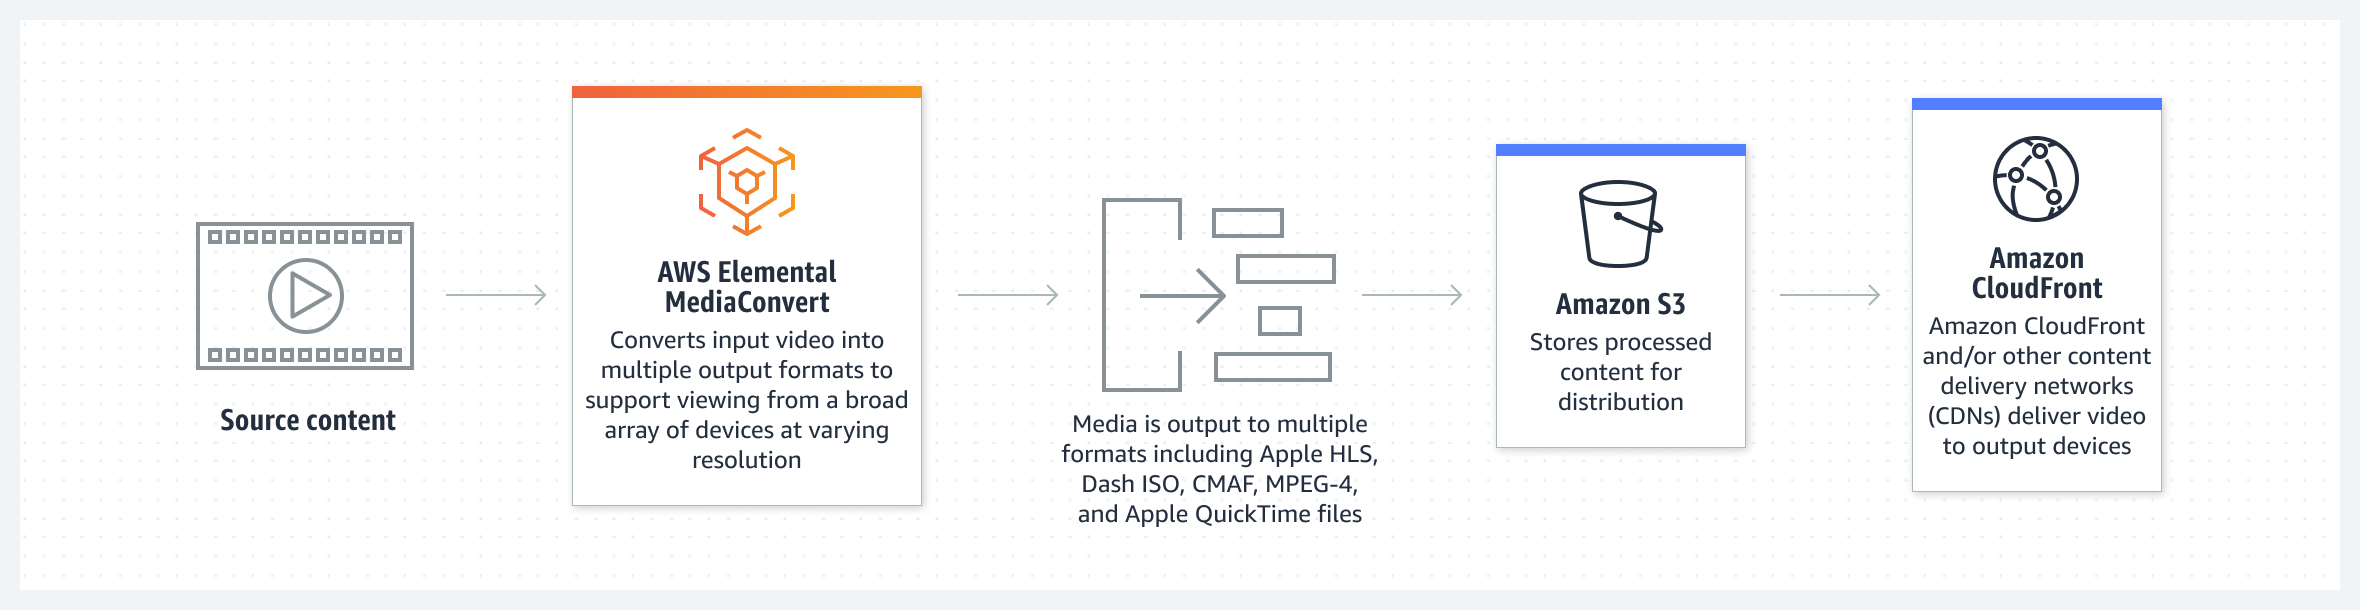 Source content
AWS Elemental
MediaConvert
Converts input video into
multiple output formats to
support viewing from a broad
array of devices at varying
resolution
Media is output to multiple
formats including Apple HLS,
Dash ISO, CMAF, MPEG-4,
and Apple QuickTime files
Amazon S3
Stores processed
content for
distribution
Amazon
CloudFront
Amazon CloudFront
and/or other content
delivery networks
(CDNs) deliver video
to output devices